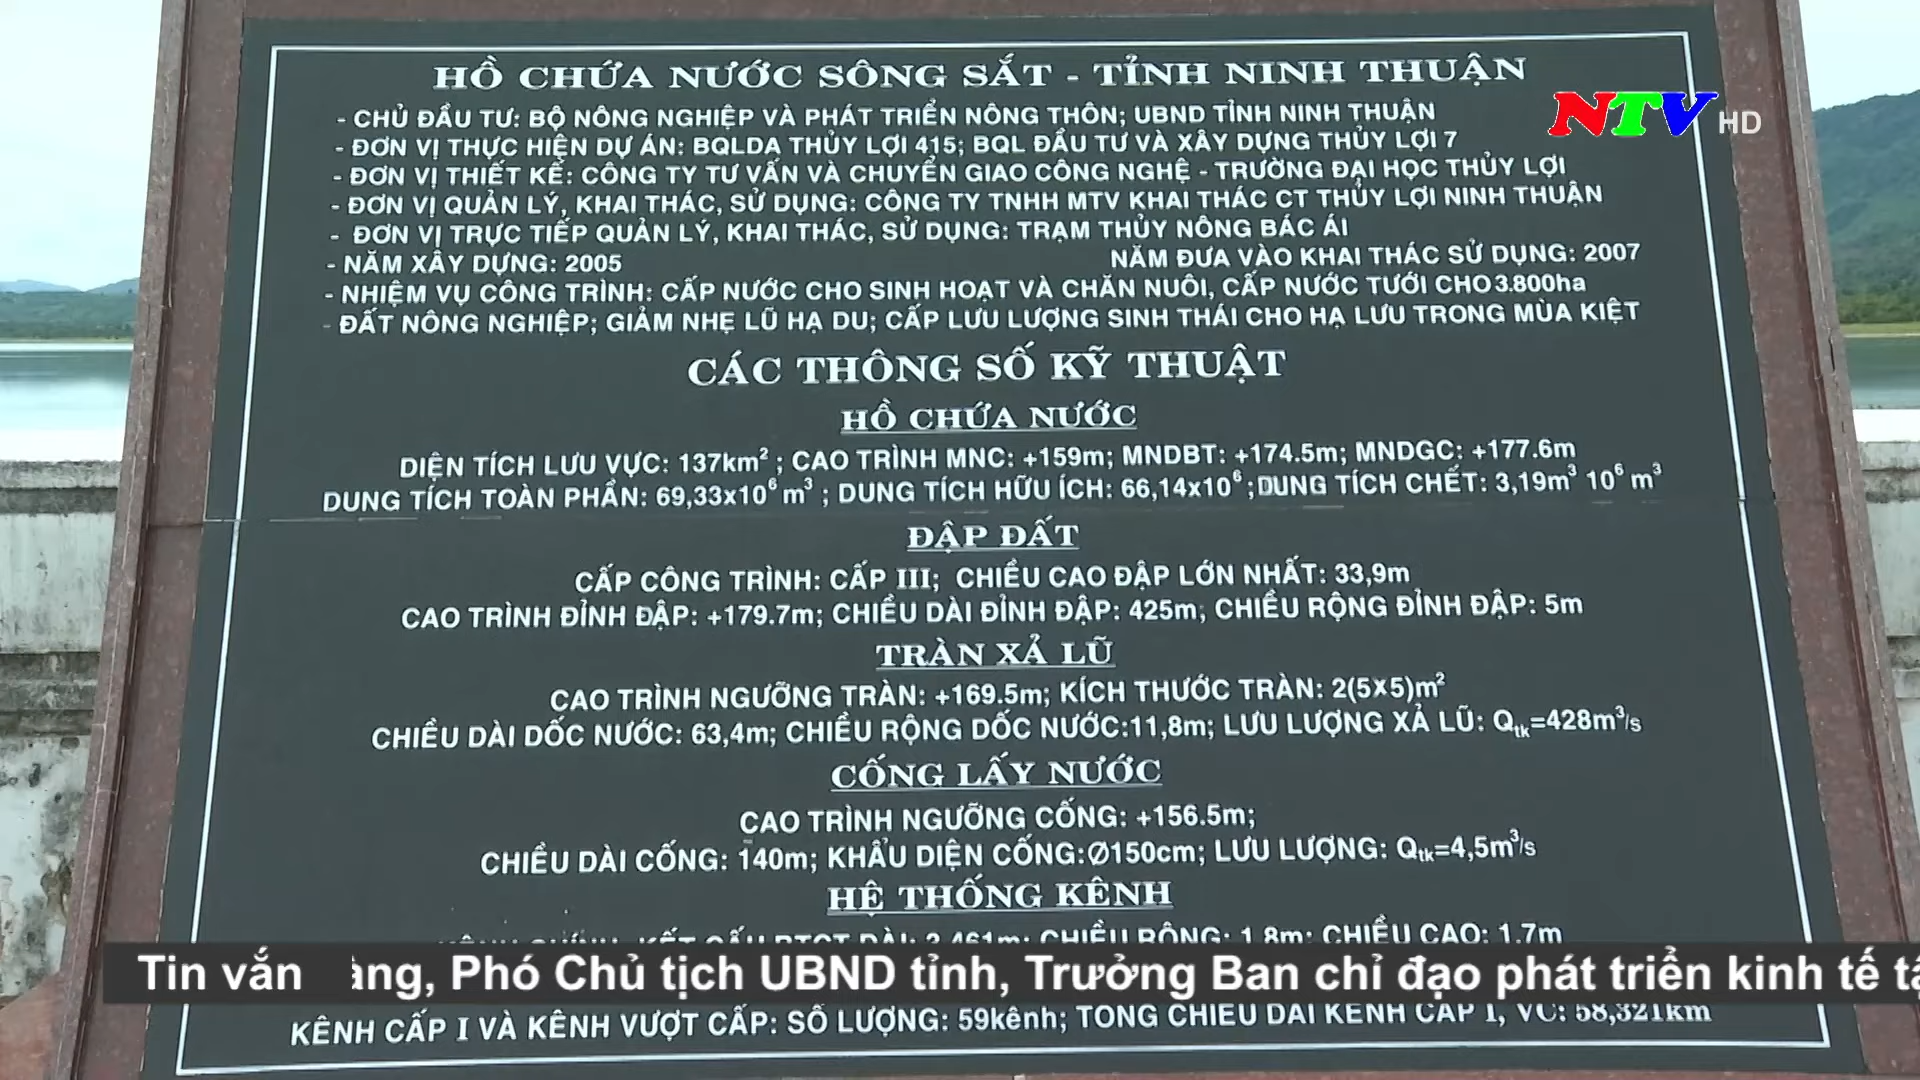 HỒ CHỨA NƯỚC SÔNG SẮT - TỈNH NINH THUẬN
- CHỦ ĐẦU TƯ: BỘ NÔNG NGHIỆP VÀ PHÁT TRIỂN NÔNG THÔN; UBND TỈNH NINH THUẬN
NTV HD
- ĐƠN VỊ THỰC HIỆN DỰ ÁN: BQLDA THỦY LỢI 415; BQL ĐẦU TƯ VÀ XÂY DỰNG THỦY LỢI 7
- ĐƠN VỊ THIẾT KẾ: CÔNG TY TƯ VẤN VÀ CHUYỂN GIAO CÔNG NGHỆ - TRƯỜNG ĐẠI HỌC THỦY LỢI
- ĐƠN VỊ QUẢN LÝ, KHAI THÁC, SỬ DỤNG: CÔNG TY TNHH MTV KHAI THÁC CT THỦY LỢI NINH THUẬN
- ĐƠN VỊ TRỰC TIẾP QUẢN LÝ, KHAI THÁC, SỬ DỤNG: TRẠM THỦY NÔNG BÁC ÁI
- NĂM XÂY DỰNG: 2005 NĂM ĐƯA VÀO KHAI THÁC SỬ DỤNG: 2007
- NHIỆM VỤ CÔNG TRÌNH: CẤP NƯỚC CHO SINH HOẠT VÀ CHĂN NUÔI, CẤP NƯỚC TƯỚI CHO 3.800ha
- ĐẤT NÔNG NGHIỆP; GIẢM NHẸ LŨ HẠ DU; CẤP LƯU LƯỢNG SINH THÁI CHO HẠ LƯU TRONG MÙA KIỆT
CÁC THÔNG SỐ KỸ THUẬT
HỒ CHỨA NƯỚC
DIỆN TÍCH LƯU VỰC: 137km² ; CAO TRÌNH MNC: +159m; MNDBT: +174.5m; MNDGC: +177.6m
DUNG TÍCH TOÀN PHẦN: 69,33x10⁶ m³ ; DUNG TÍCH HỮU ÍCH: 66,14x10⁶ ;DUNG TÍCH CHẾT: 3,19m³ 10⁶ m³
ĐẬP ĐẤT
CẤP CÔNG TRÌNH: CẤP III; CHIỀU CAO ĐẬP LỚN NHẤT: 33,9m
CAO TRÌNH ĐỈNH ĐẬP: +179.7m; CHIỀU DÀI ĐỈNH ĐẬP: 425m; CHIỀU RỘNG ĐỈNH ĐẬP: 5m
TRÀN XẢ LŨ
CAO TRÌNH NGƯỠNG TRÀN: +169.5m; KÍCH THƯỚC TRÀN: 2(5x5)m²
CHIỀU DÀI DỐC NƯỚC: 63,4m; CHIỀU RỘNG DỐC NƯỚC:11,8m; LƯU LƯỢNG XẢ LŨ: Qtk=428m³/s
CỐNG LẤY NƯỚC
CAO TRÌNH NGƯỠNG CỐNG: +156.5m;
CHIỀU DÀI CỐNG: 140m; KHẨU DIỆN CỐNG:Ø150cm; LƯU LƯỢNG: Qtk=4,5m³/s
HỆ THỐNG KÊNH
KÊNH CHÍNH: KẾT CẤU BTCT DÀI: 3.461m; CHIỀU RỘNG: 1,8m; CHIỀU CAO: 1,7m
Tin vắn àng, Phó Chủ tịch UBND tỉnh, Trưởng Ban chỉ đạo phát triển kinh tế tậ
KÊNH CẤP I VÀ KÊNH VƯỢT CẤP: SỐ LƯỢNG: 59kênh; TỔNG CHIỀU DÀI KÊNH CẤP I, VC: 58,321km